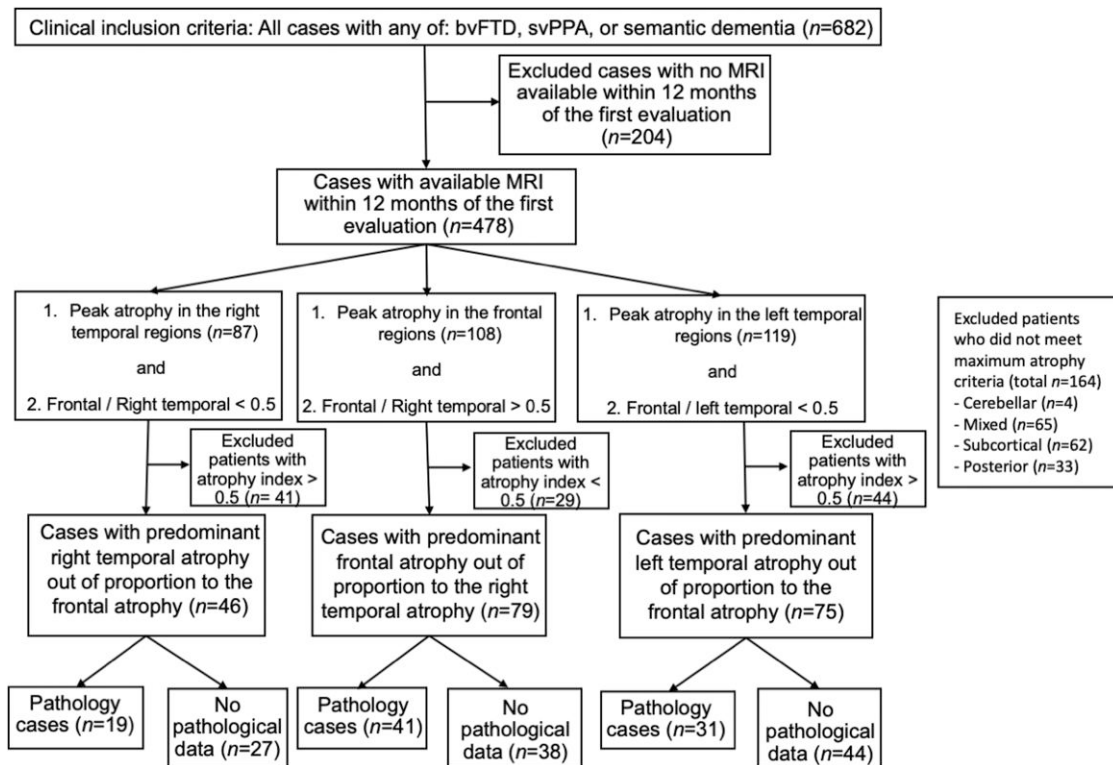 Clinical inclusion criteria: All cases with any of: bvFTD, svPPA, or semantic dementia (n=682)
Excluded cases with no MRI
available within 12 months
of the first evaluation
(n=204)
Cases with available MRI
within 12 months of the first
evaluation (n=478)
1. Peak atrophy in the right
temporal regions (n=87)
and
2. Frontal / Right temporal < 0.5
1. Peak atrophy in the frontal
regions (n=108)
and
2. Frontal / Right temporal > 0.5
1. Peak atrophy in the left temporal
regions (n=119)
and
2. Frontal / left temporal < 0.5
Excluded patients
who did not meet
maximum atrophy
criteria (total n=164)
- Cerebellar (n=4)
- Mixed (n=65)
- Subcortical (n=62)
- Posterior (n=33)
Excluded
patients with
atrophy index >
0.5 (n= 41)
Excluded
patients with
atrophy index
< 0.5 (n=29)
Excluded
patients with
atrophy index >
0.5 (n=44)
Cases with predominant
right temporal atrophy
out of proportion to the
frontal atrophy (n=46)
Cases with predominant
frontal atrophy out of
proportion to the right
temporal atrophy (n=79)
Cases with predominant
left temporal atrophy out
of proportion to the
frontal atrophy (n=75)
Pathology
cases (n=19)
No
pathological
data (n=27)
Pathology
cases (n=41)
No
pathological
data (n=38)
Pathology
cases (n=31)
No
pathological
data (n=44)